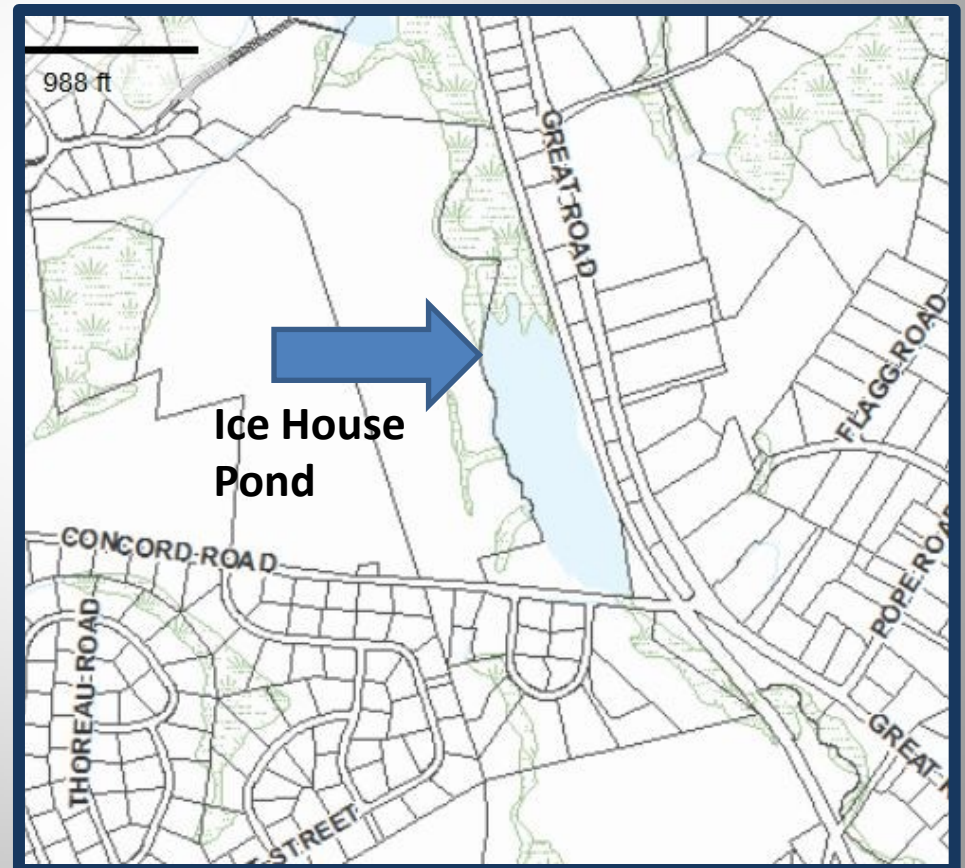 988 ft
GREAT ROAD
FLAGG ROAD
Ice House
Pond
CONCORD ROAD
POPE ROAD
THOREAU ROAD
GREAT
STREET